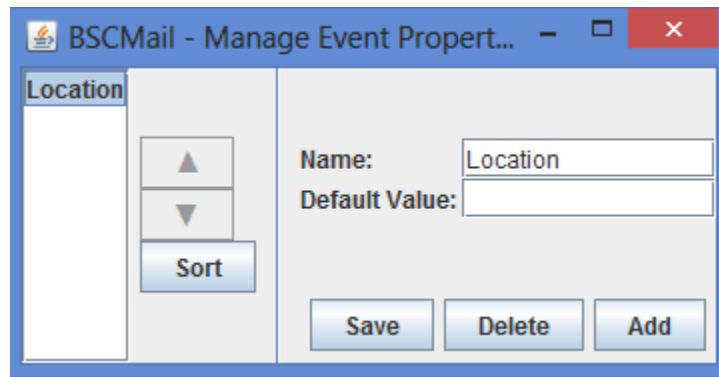 BSCMail - Manage Event Propert...
Location
Name: Location
Default Value:
Sort
Save Delete Add